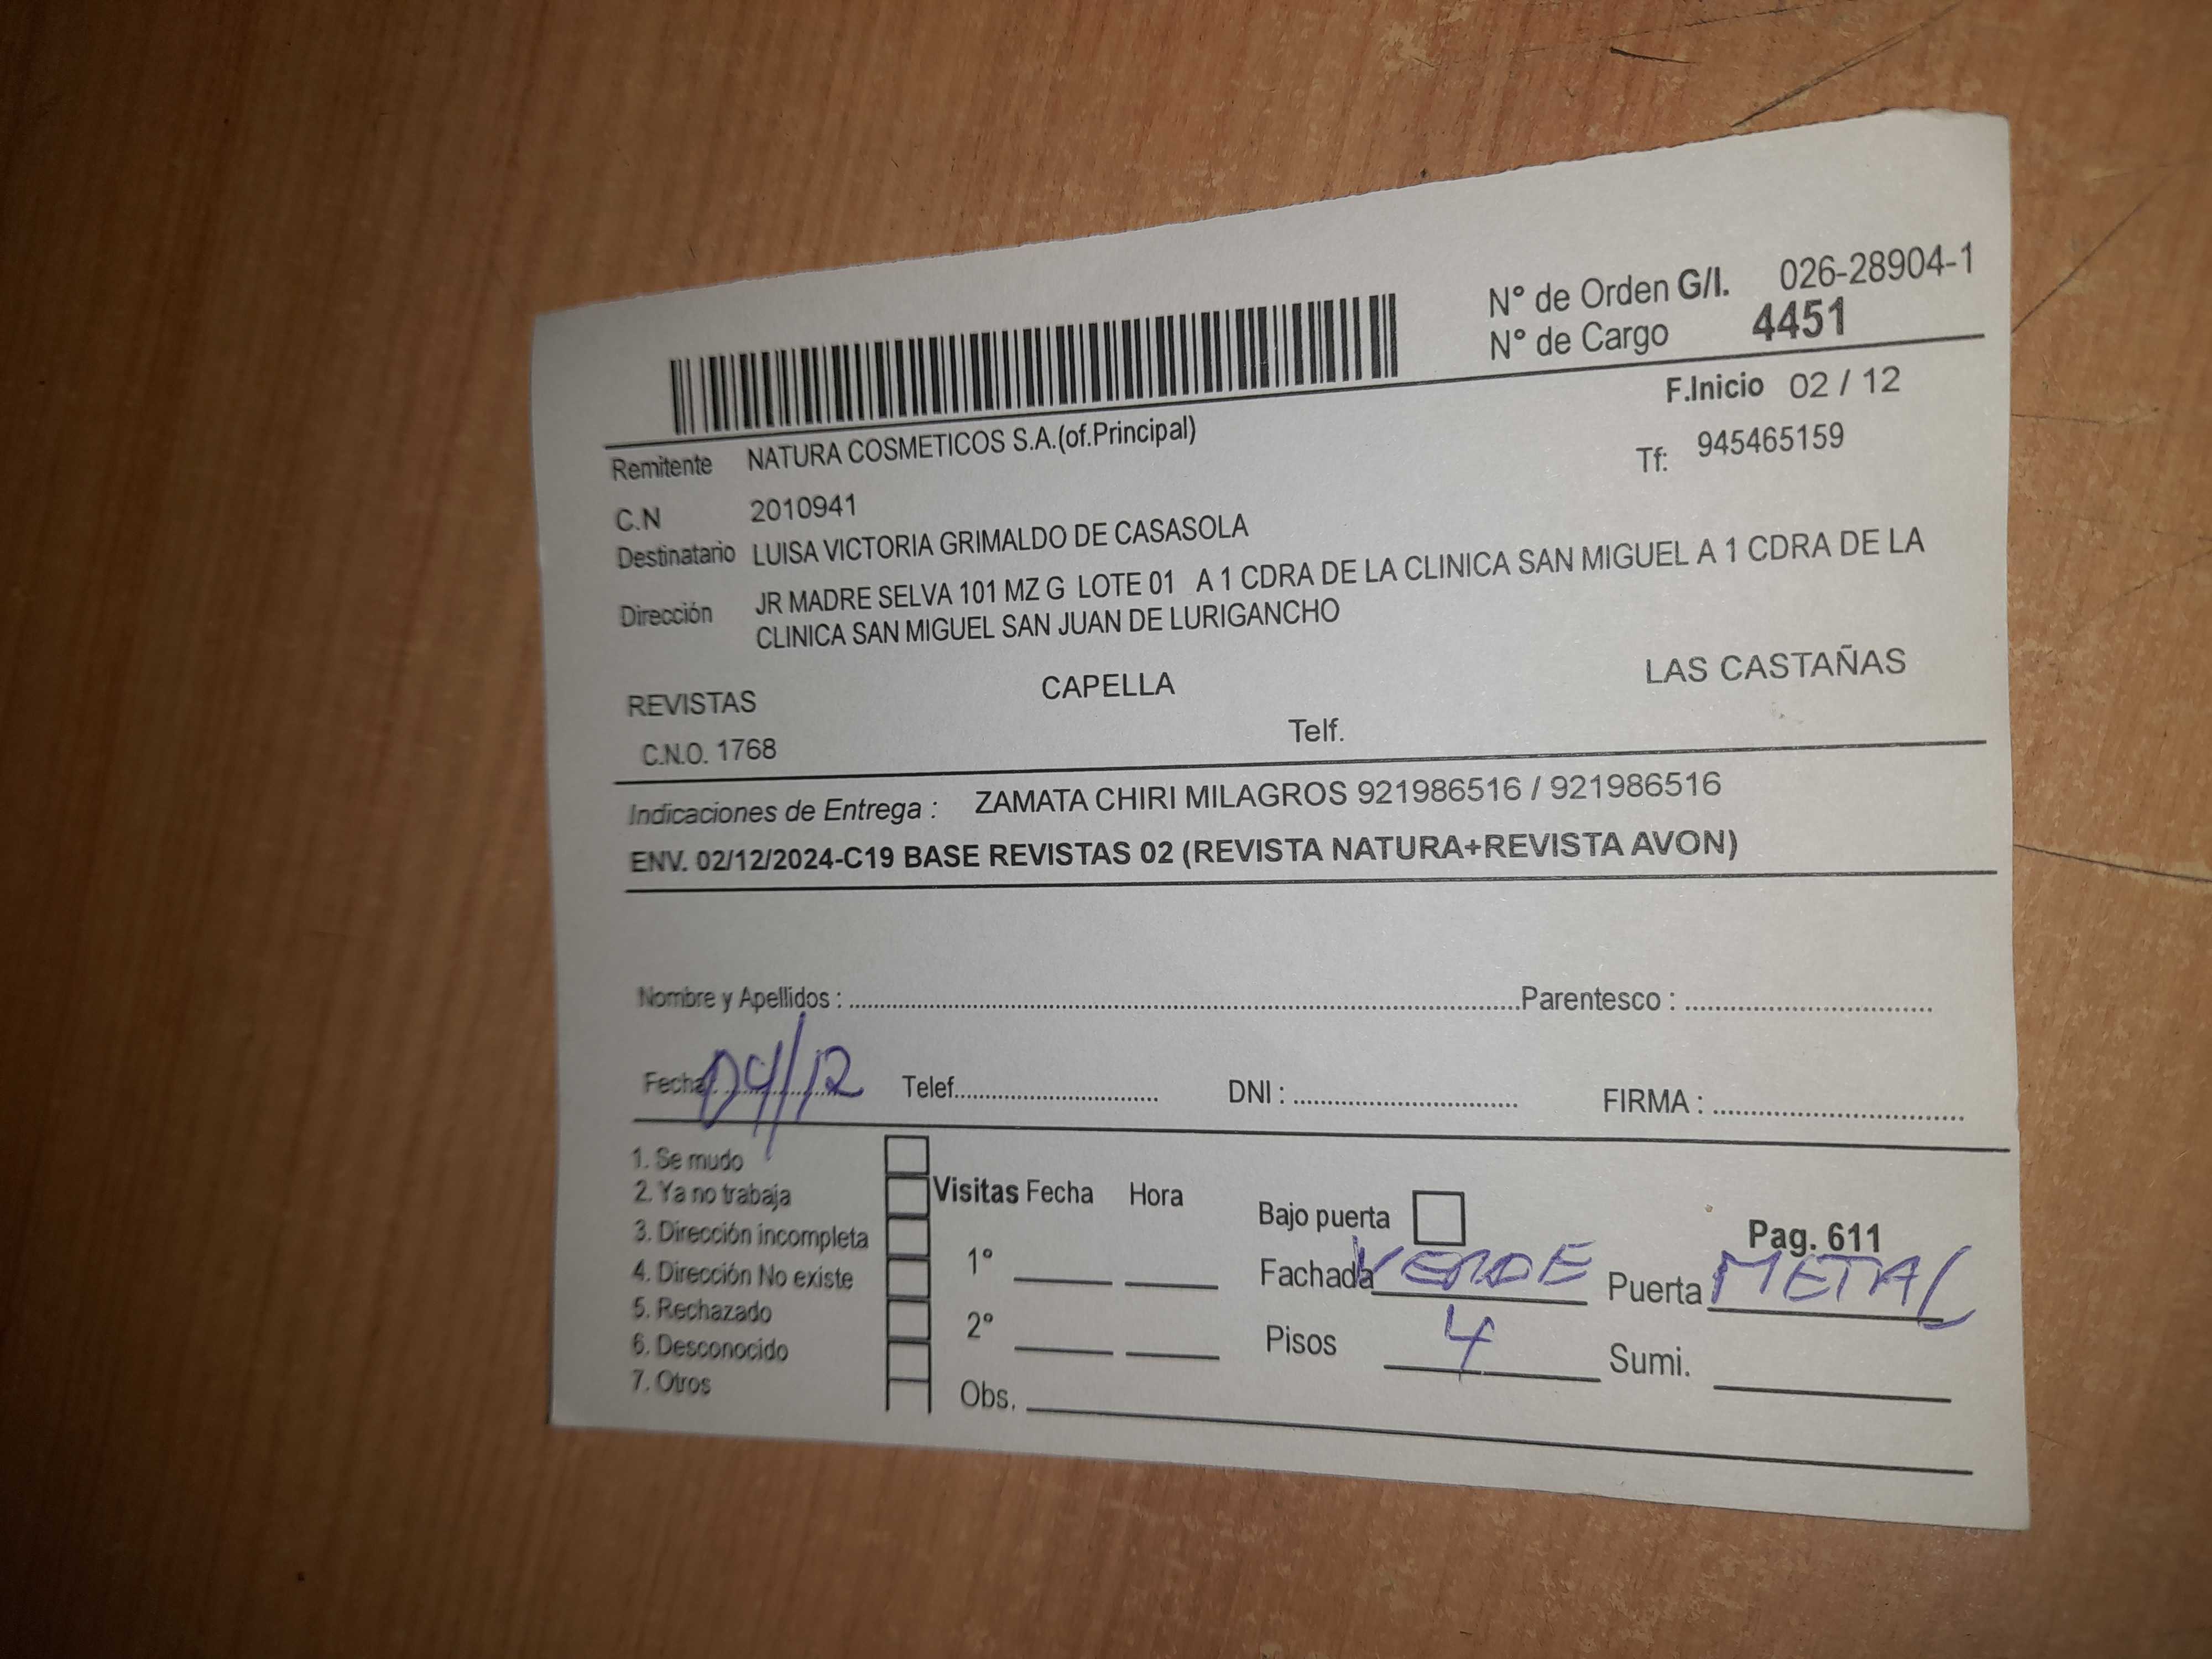 N° de Orden G/I. 026-28904-1
N° de Cargo 4451
F.Inicio 02 / 12
Remitente NATURA COSMETICOS S.A.(of.Principal)
Tf: 945465159
C.N 2010941
Destinatario LUISA VICTORIA GRIMALDO DE CASASOLA
Dirección JR MADRE SELVA 101 MZ G LOTE 01 A 1 CDRA DE LA CLINICA SAN MIGUEL A 1 CDRA DE LA
CLINICA SAN MIGUEL SAN JUAN DE LURIGANCHO
REVISTAS CAPELLA LAS CASTAÑAS
C.N.O. 1768 Telf.
Indicaciones de Entrega : ZAMATA CHIRI MILAGROS 921986516 / 921986516
ENV. 02/12/2024-C19 BASE REVISTAS 02 (REVISTA NATURA+REVISTA AVON)
Nombre y Apellidos : Parentesco :
Fecha: 04/12 Telef. DNI : FIRMA :
1. Se mudo
2. Ya no trabaja
3. Dirección incompleta
4. Dirección No existe
5. Rechazado
6. Desconocido
7. Otros
Visitas Fecha Hora
1°
2°
Obs.
Bajo puerta
Pag. 611
Fachada VERDE Puerta METAL
Pisos 4 Sumi.